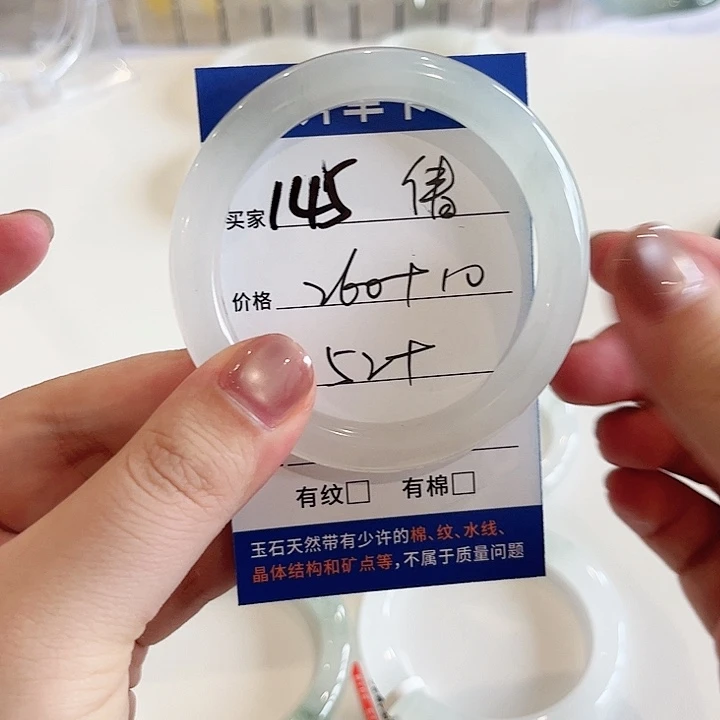 买家 145 倩
价格 260+10
52+
有纹□ 有棉□
玉石天然带有少许的棉、纹、水线、
晶体结构和矿点等,不属于质量问题